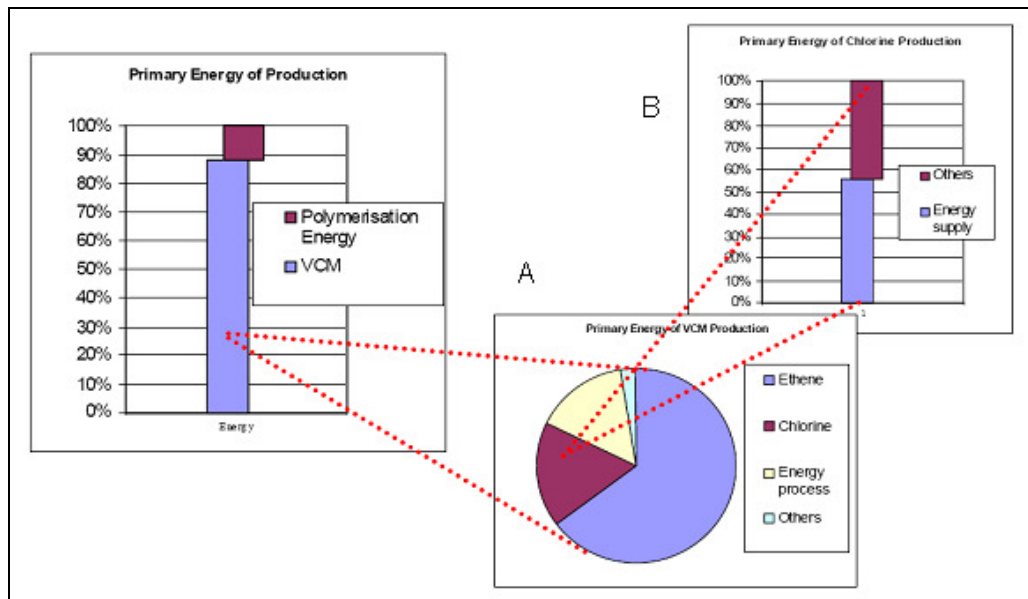 Primary Energy of Production
100%
90%
80%
70%
60%
50%
40%
30%
20%
10%
0%
Energy
Polymerisation
Energy
VCM
A
B
Primary Energy of Chlorine Production
100%
90%
80%
70%
60%
50%
40%
30%
20%
10%
0%
1
Others
Energy
supply
Primary Energy of VCM Production
Ethene
Chlorine
Energy
process
Others